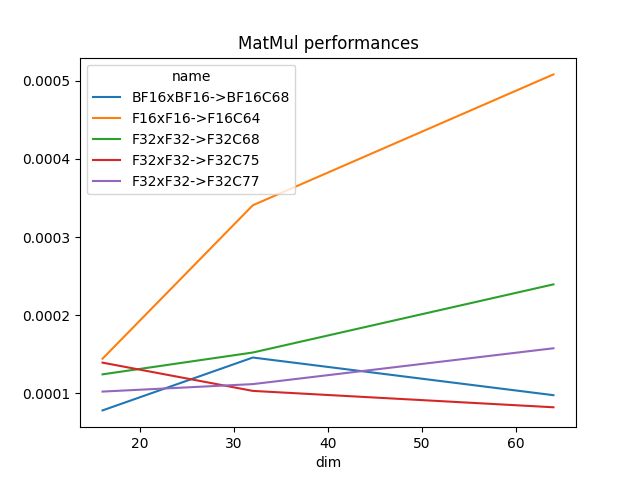 MatMul performances
name
BF16xBF16->BF16C68
F16xF16->F16C64
F32xF32->F32C68
F32xF32->F32C75
F32xF32->F32C77
0.0005
0.0004
0.0003
0.0002
0.0001
20 30 40 50 60
dim